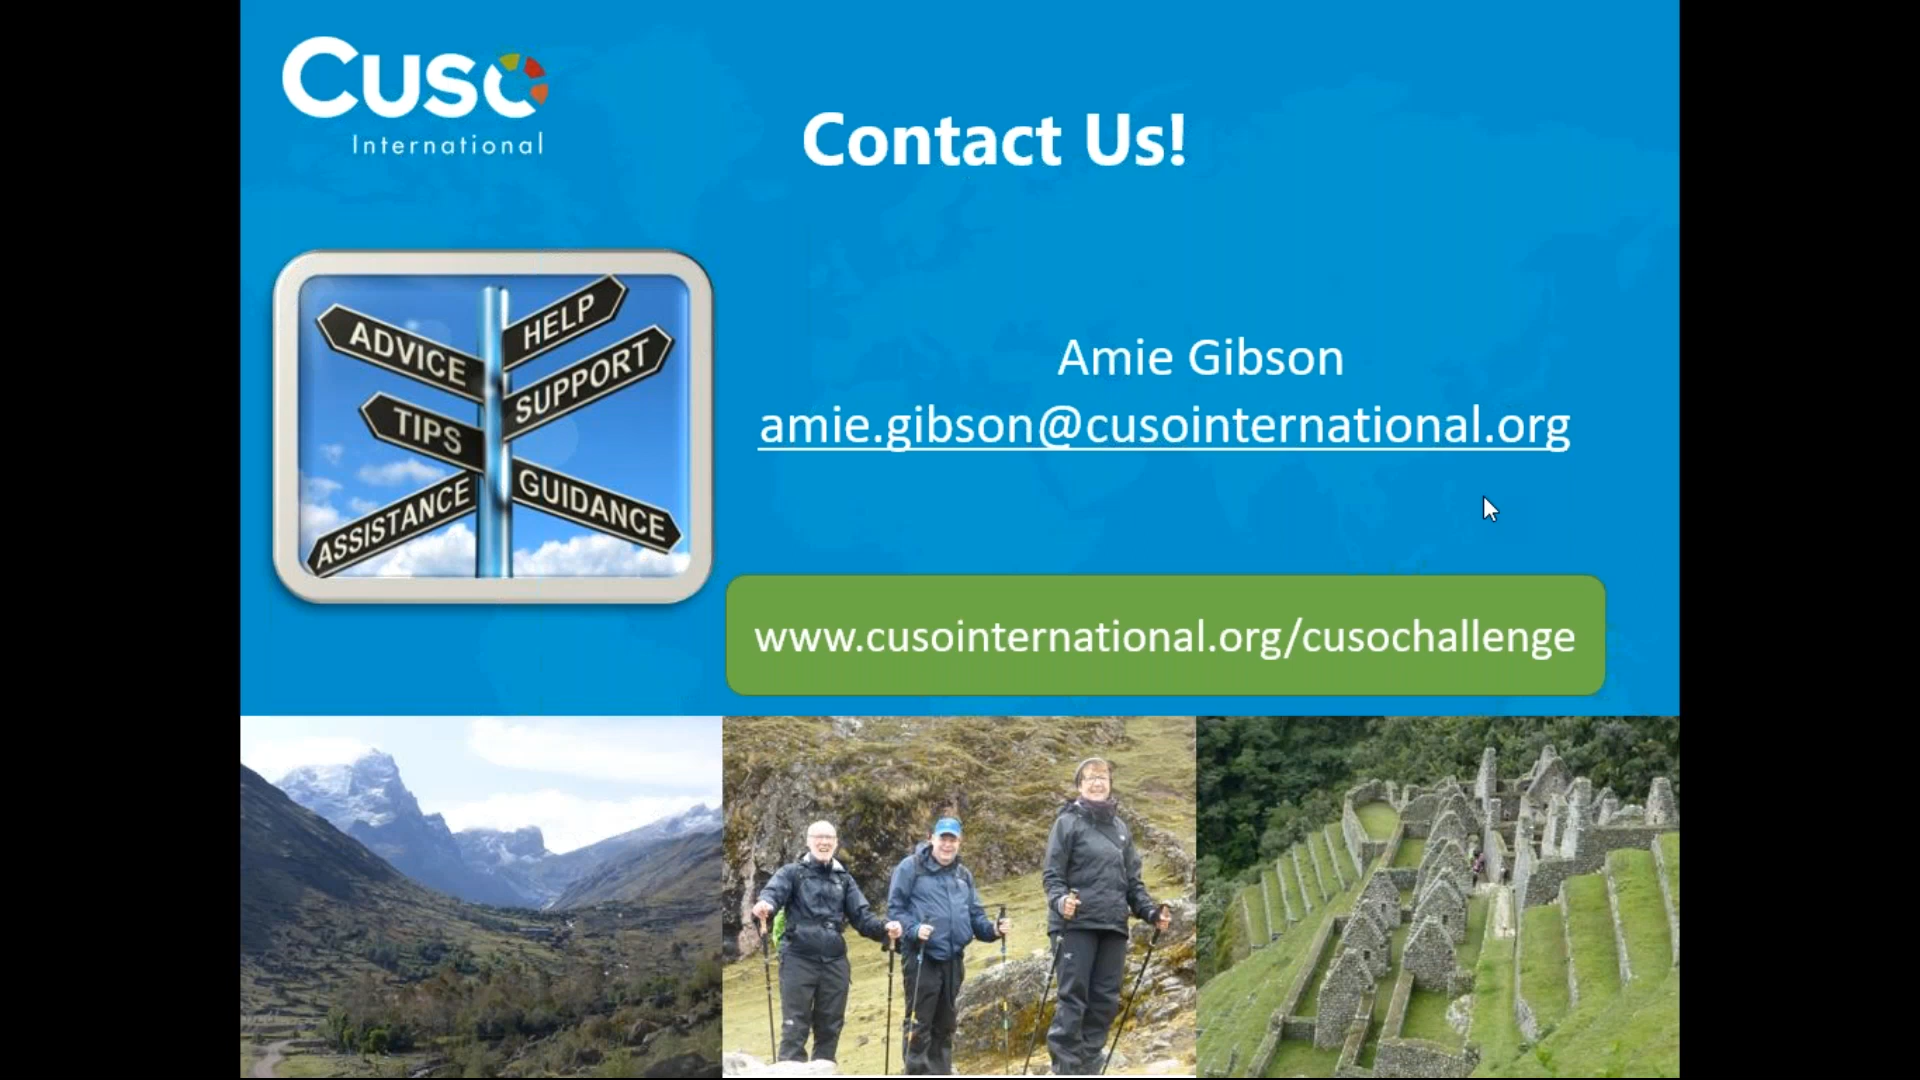 Cuso
International
Contact Us!
ADVICE
HELP
SUPPORT
TIPS
GUIDANCE
ASSISTANCE
Amie Gibson
amie.gibson@cusointernational.org
www.cusointernational.org/cusochallenge